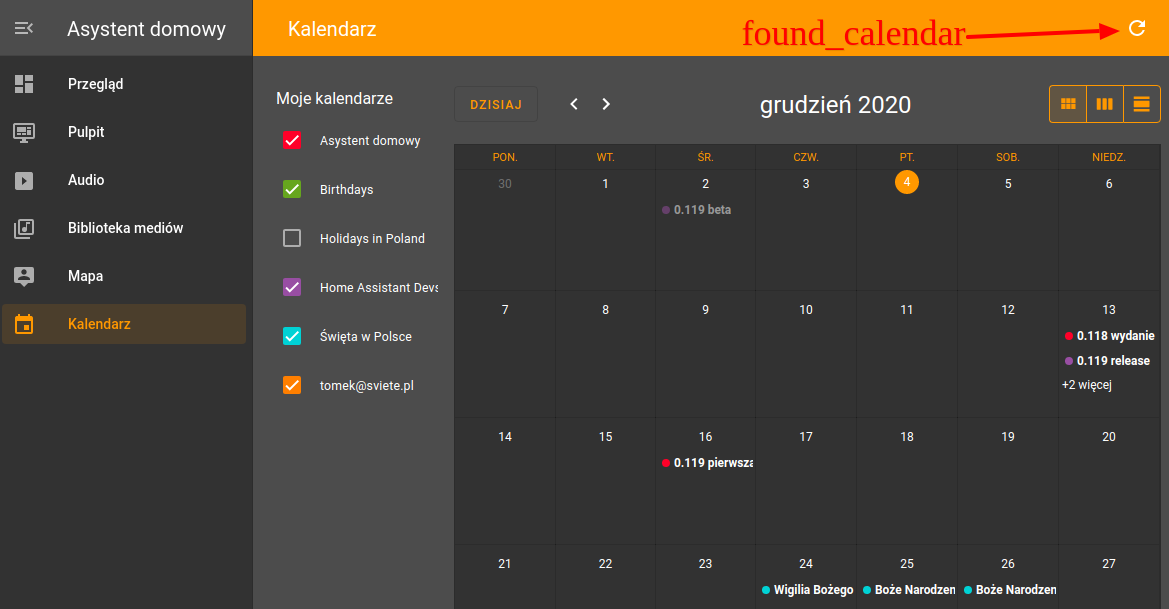 Asystent domowy
Kalendarz
found_calendar
Przegląd
Pulpit
Audio
Biblioteka mediów
Mapa
Kalendarz
Moje kalendarze
Asystent domowy
Birthdays
Holidays in Poland
Home Assistant Devs
Święta w Polsce
tomek@sviete.pl
DZISIAJ
grudzień 2020
PON. WT. ŚR. CZW. PT. SOB. NIEDZ.
30 1 2 3 4 5 6
0.119 beta
7 8 9 10 11 12 13
0.118 wydanie
0.119 release
+2 więcej
14 15 16 17 18 19 20
0.119 pierwsza
21 22 23 24 25 26 27
Wigilia Bożego Boże Narodzen Boże Narodzen